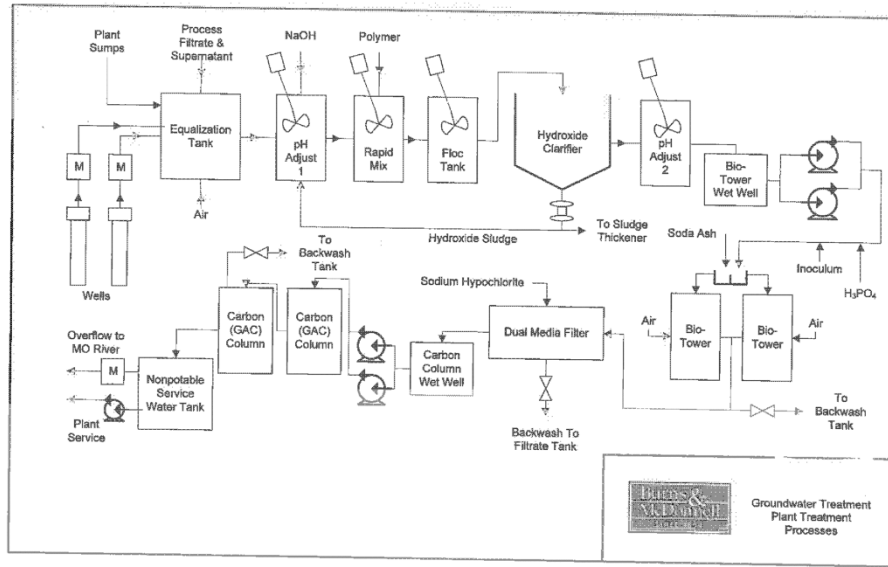 Plant
Sumps
Process
Filtrate &
Supernatant
NaOH
Polymer
Equalization
Tank
pH
Adjust
1
Rapid
Mix
Floc
Tank
Hydroxide
Clarifier
pH
Adjust
2
Bio-
Tower
Wet Well
M
M
Air
Hydroxide Sludge
To Sludge
Thickener
Wells
To
Backwash
Tank
Soda Ash
Inoculum
H₃PO₄
Sodium Hypochlorite
Overflow to
MO River
Carbon
(GAC)
Column
Carbon
(GAC)
Column
Dual Media Filter
Air
Bio-
Tower
Bio-
Tower
Air
M
Nonpotable
Service
Water Tank
Carbon
Column
Wet Well
Plant
Service
Backwash To
Filtrate Tank
To
Backwash
Tank
Burns
&
McDonnell
Groundwater Treatment
Plant Treatment
Processes